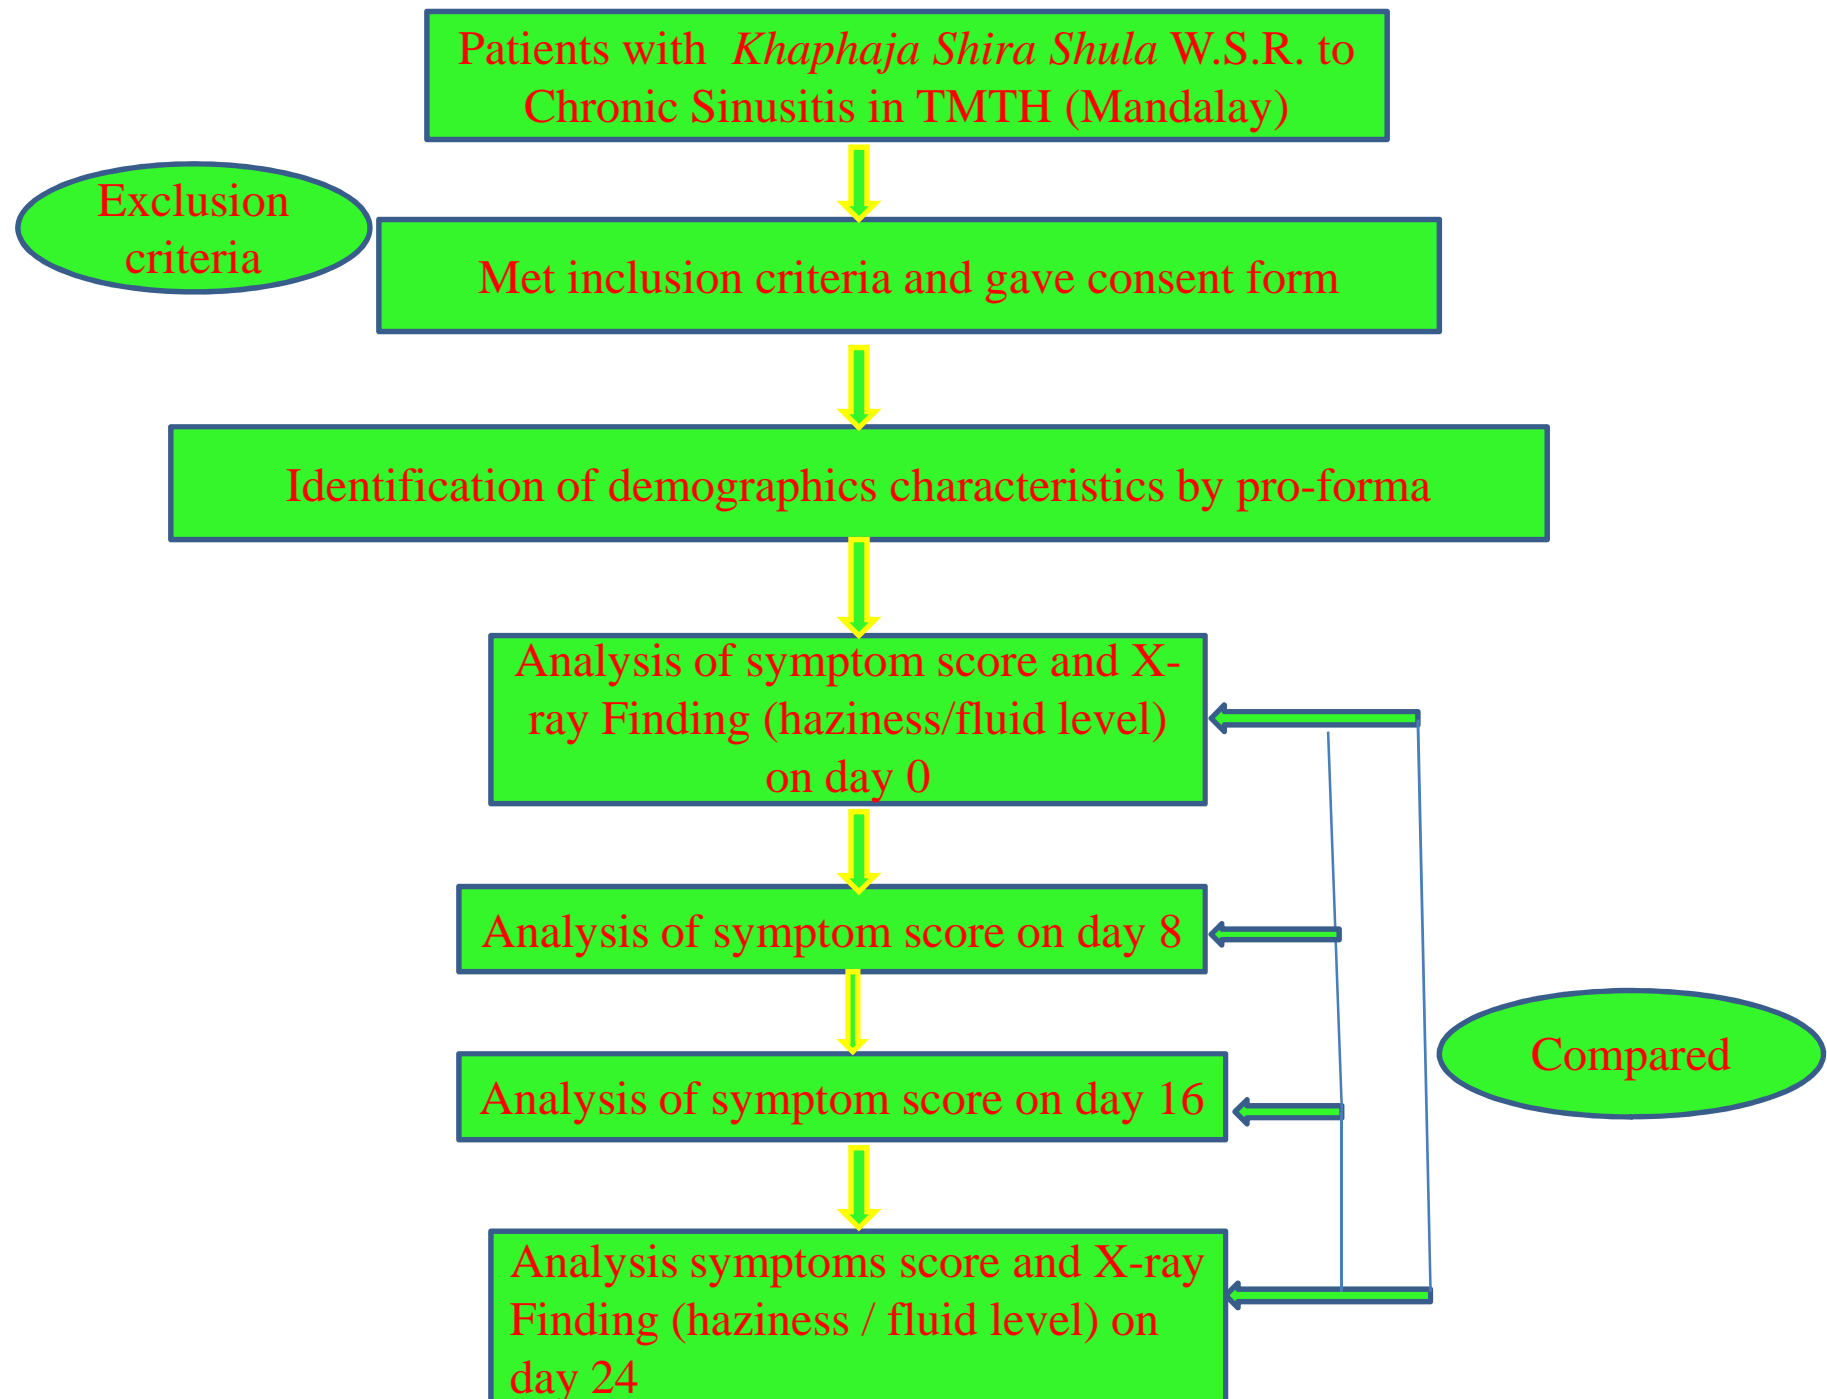 Patients with Khaphaja Shira Shula W.S.R. to
Chronic Sinusitis in TMTH (Mandalay)
Exclusion
criteria
Met inclusion criteria and gave consent form
Identification of demographics characteristics by pro-forma
Analysis of symptom score and X-
ray Finding (haziness/fluid level)
on day 0
Analysis of symptom score on day 8
Compared
Analysis of symptom score on day 16
Analysis symptoms score and X-ray
Finding (haziness / fluid level) on
day 24